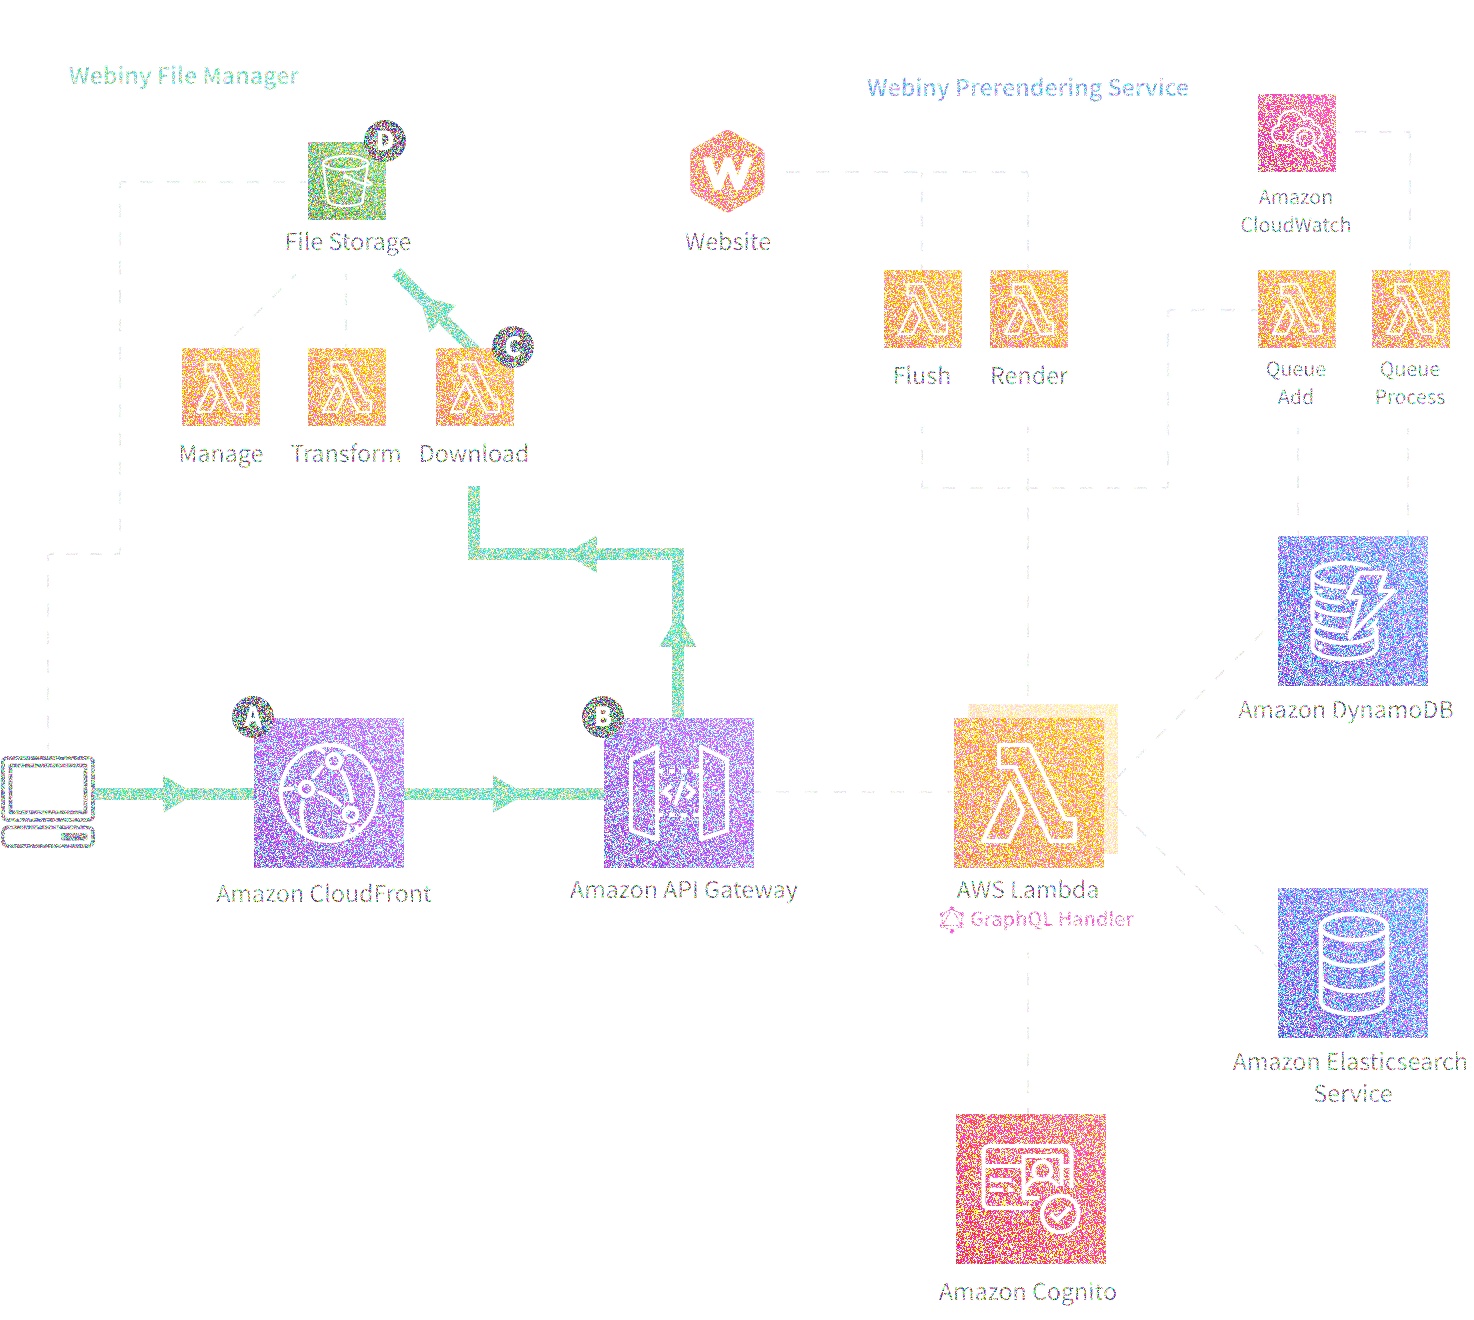 Webiny File Manager
Webiny Prerendering Service
D
W
Amazon
CloudWatch
File Storage
Website
C
Flush
Render
Queue
Add
Queue
Process
Manage
Transform
Download
A
B
Amazon DynamoDB
</>
Amazon CloudFront
Amazon API Gateway
AWS Lambda
GraphQL Handler
Amazon Elasticsearch
Service
Amazon Cognito